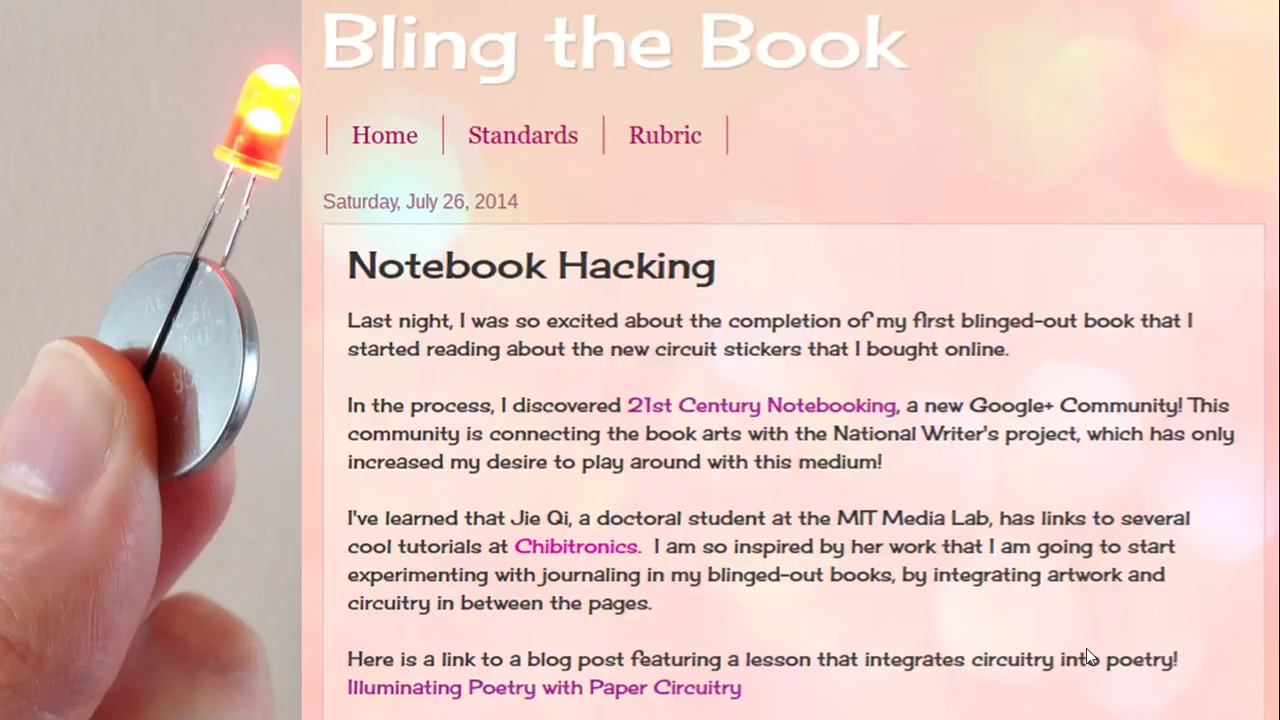 Bling the Book
Home
Standards
Rubric
Saturday, July 26, 2014
Notebook Hacking
Last night, I was so excited about the completion of my first blinged-out book that I
started reading about the new circuit stickers that I bought online.
In the process, I discovered 21st Century Notebooking, a new Google+ Community! This
community is connecting the book arts with the National Writer's project, which has only
increased my desire to play around with this medium!
I've learned that Jie Qi, a doctoral student at the MIT Media Lab, has links to several
cool tutorials at Chibitronics.  I am so inspired by her work that I am going to start
experimenting with journaling in my blinged-out books, by integrating artwork and
circuitry in between the pages.
Here is a link to a blog post featuring a lesson that integrates circuitry into poetry!
Illuminating Poetry with Paper Circuitry